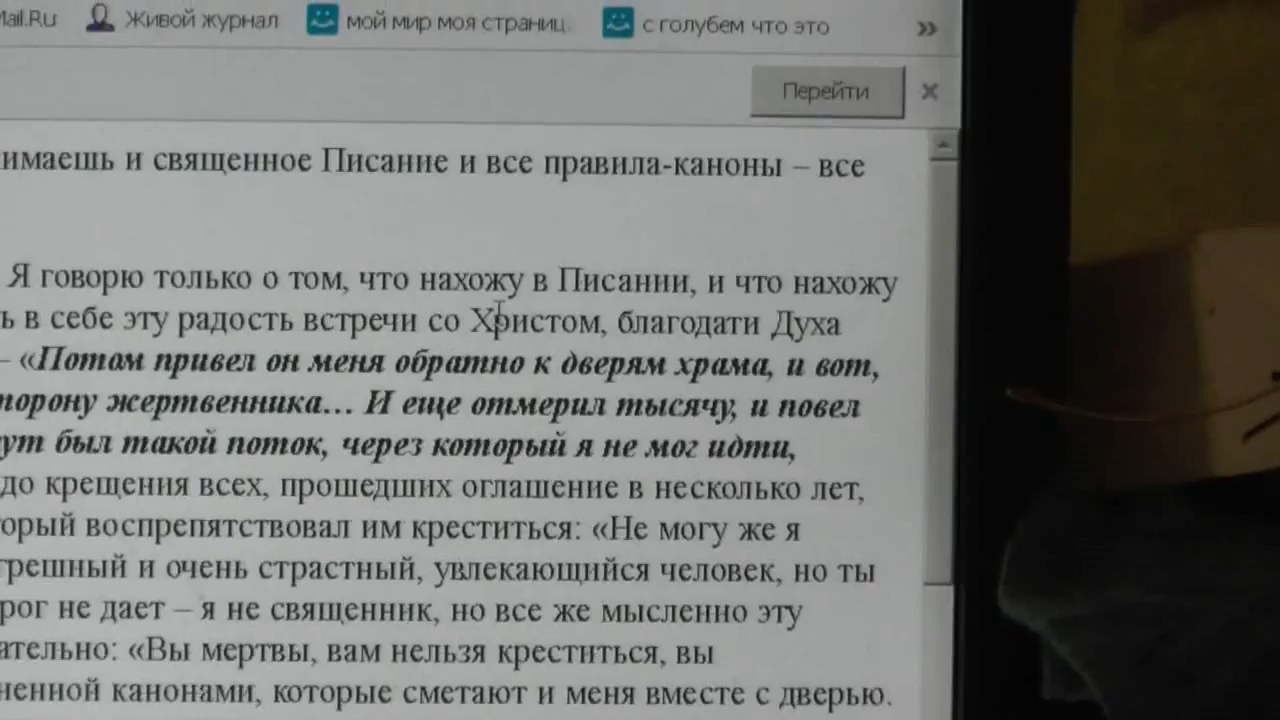 Mail.Ru Живой журнал мой мир моя страниц с голубем что это »
Перейти ×
имаешь и священное Писание и все правила-каноны – все
Я говорю только о том, что нахожу в Писании, и что нахожу
ь в себе эту радость встречи со Христом, благодати Духа
– «Потом привел он меня обратно к дверям храма, и вот,
торону жертвенника... И еще отмерил тысячу, и повел
ут был такой поток, через который я не мог идти,
до крещения всех, прошедших оглашение в несколько лет,
торый воспрепятствовал им креститься: «Не могу же я
грешный и очень страстный, увлекающийся человек, но ты
рог не дает – я не священник, но все же мысленно эту
ательно: «Вы мертвы, вам нельзя креститься, вы
ненной канонами, которые сметают и меня вместе с дверью.